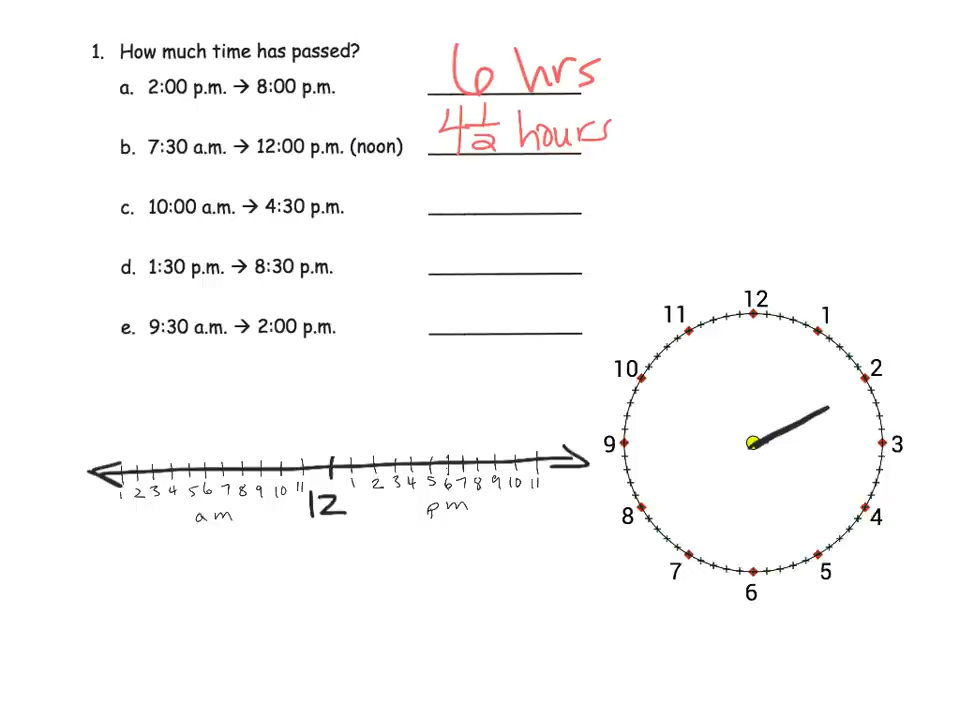 1. How much time has passed?
a. 2:00 p.m. → 8:00 p.m. 6 hrs
b. 7:30 a.m. → 12:00 p.m. (noon) 4 1/2 hours
c. 10:00 a.m. → 4:30 p.m.
d. 1:30 p.m. → 8:30 p.m.
e. 9:30 a.m. → 2:00 p.m.
1 2 3 4 5 6 7 8 9 10 11 12 1 2 3 4 5 6 7 8 9 10 11
am pm
12
11 1
10 2
9 3
8 4
7 5
6